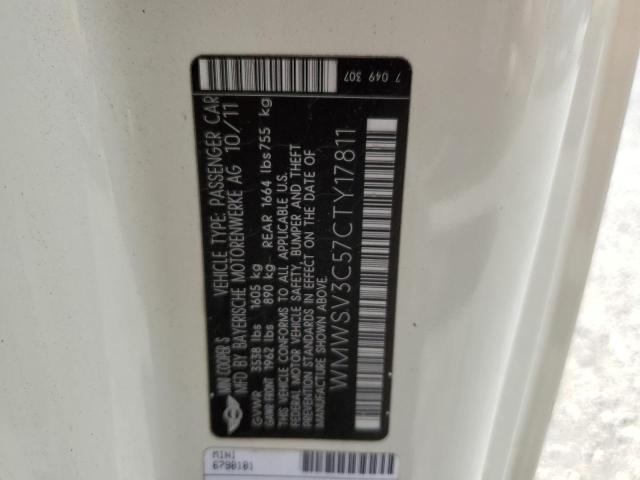 MINI COOPER S VEHICLE TYPE: PASSENGER CAR
MFD BY BAYERISCHE MOTORENWERKE AG 10/11
GVWR 3538 lbs 1605 kg
GAWR FRONT 1962 lbs 890 kg REAR 1664 lbs 755 kg
THIS VEHICLE CONFORMS TO ALL APPLICABLE U.S.
FEDERAL MOTOR VEHICLE SAFETY, BUMPER AND THEFT
PREVENTION STANDARDS IN EFFECT ON THE DATE OF
MANUFACTURE SHOWN ABOVE.
WMWSV3C57CTY17811
7 049 307
MINI
6798181